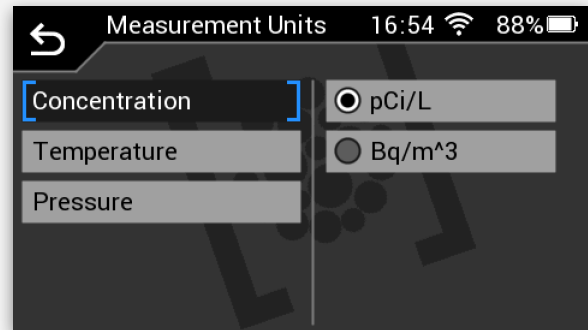 Measurement Units 16:54 88%
Concentration
Temperature
Pressure
pCi/L
Bq/m^3